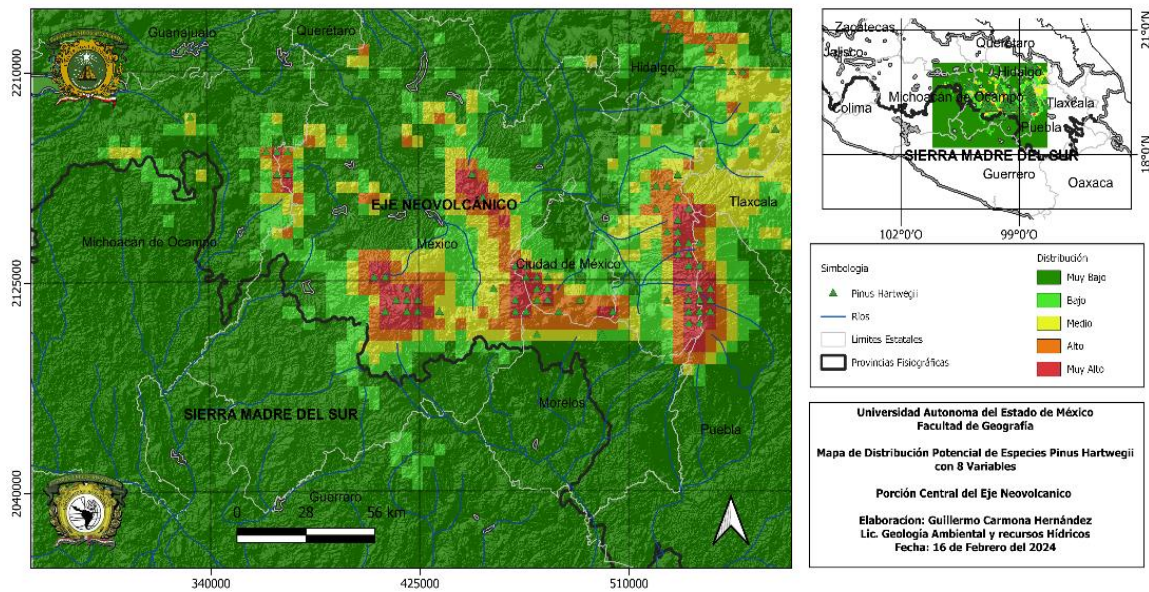 Guanajuato
Querétaro
Hidalgo
Tlaxcala
EJE NEOVOLCÁNICO
México
Michoacán de Ocampo
Ciudad de México
SIERRA MADRE DEL SUR
Morelos
Puebla
Guerrero
0 28 56 km
2210000
2125000
2040000
340000
425000
510000
Zacatecas
Jalisco
Querétaro
Hidalgo
Michoacán de Ocampo
Colima
Tlaxcala
Puebla
SIERRA MADRE DEL SUR
Guerrero
Oaxaca
21°0'N
18°0'N
102°0'O
99°0'O
Simbología
Pinus Hartwegii
Ríos
Limites Estatales
Provincias Fisiográficas
Distribución
Muy Bajo
Bajo
Medio
Alto
Muy Alto
Universidad Autonoma del Estado de México
Facultad de Geografía
Mapa de Distribución Potencial de Especies Pinus Hartwegii
con 8 Variables
Porción Central del Eje Neovolcanico
Elaboracion: Guillermo Carmona Hernández
Lic. Geología Ambiental y recursos Hídricos
Fecha: 16 de Febrero del 2024